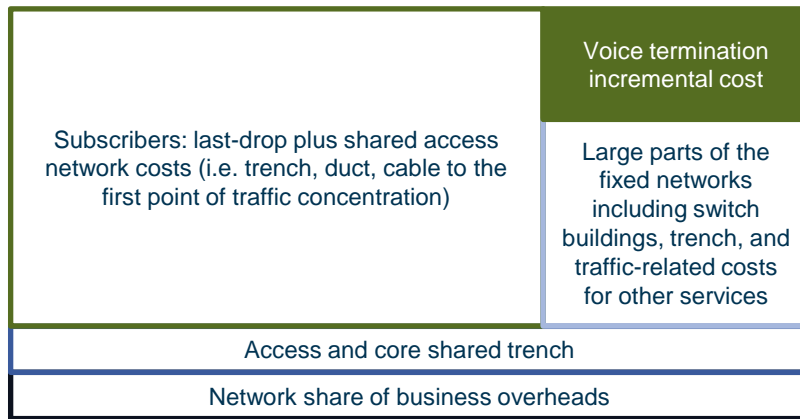 Voice termination
incremental cost
Subscribers: last-drop plus shared access
network costs (i.e. trench, duct, cable to the
first point of traffic concentration)
Large parts of the
fixed networks
including switch
buildings, trench, and
traffic-related costs
for other services
Access and core shared trench
Network share of business overheads